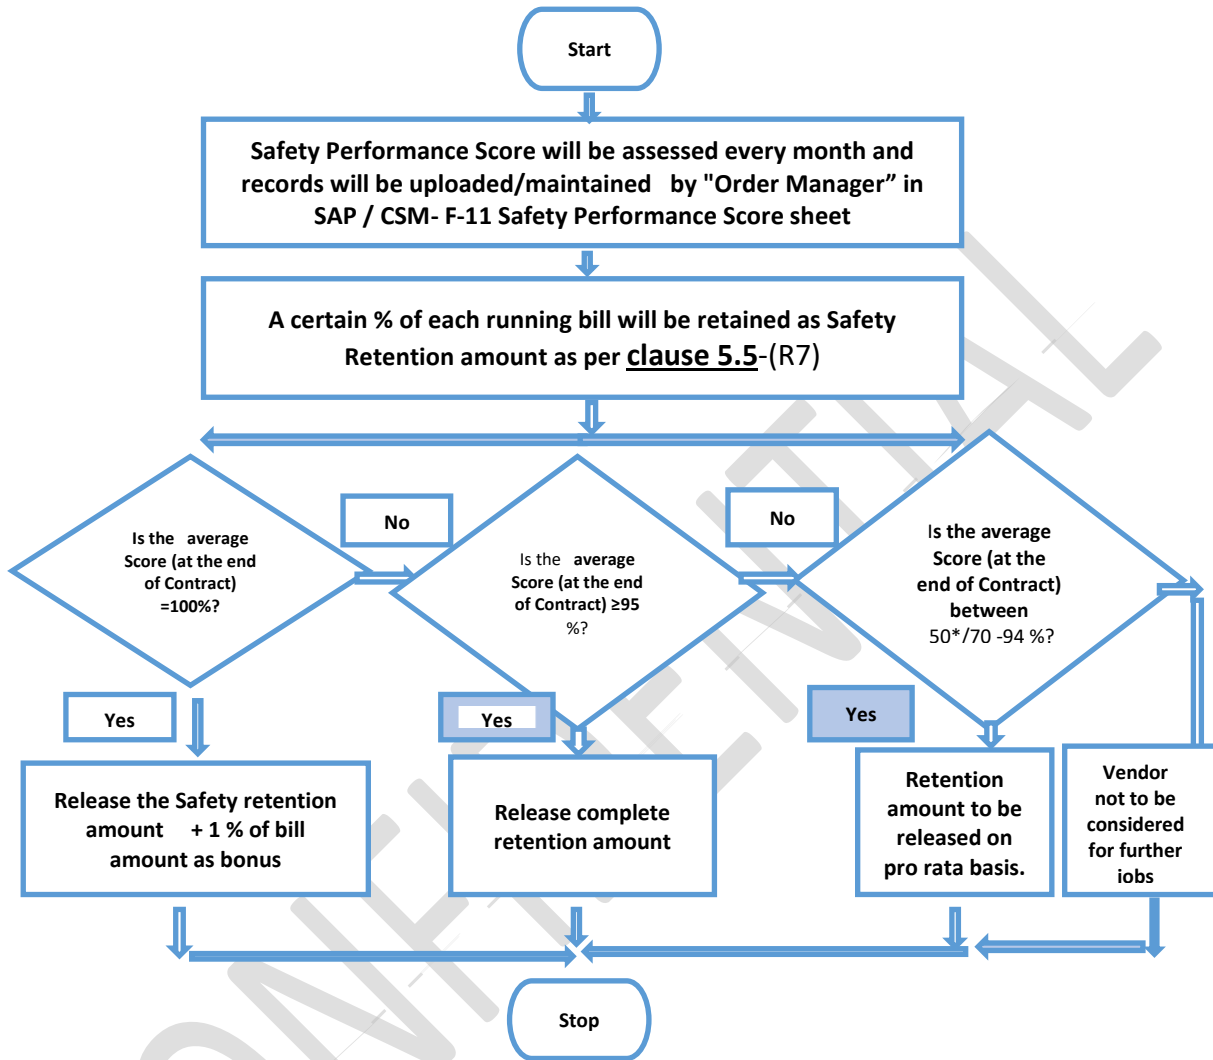 Start
Safety Performance Score will be assessed every month and
records will be uploaded/maintained by "Order Manager” in
SAP / CSM- F-11 Safety Performance Score sheet
A certain % of each running bill will be retained as Safety
Retention amount as per clause 5.5-(R7)
Is the average
Score (at the end
of Contract)
=100%?
No
Is the average
Score (at the end
of Contract) ≥95
%?
No
Is the average
Score (at the
end of Contract)
between
50*/70 -94 %?
Yes
Yes
Yes
Release the Safety retention
amount + 1 % of bill
amount as bonus
Release complete
retention amount
Retention
amount to be
released on
pro rata basis.
Vendor
not to be
considered
for further
jobs
Stop
CONFIDENTIAL